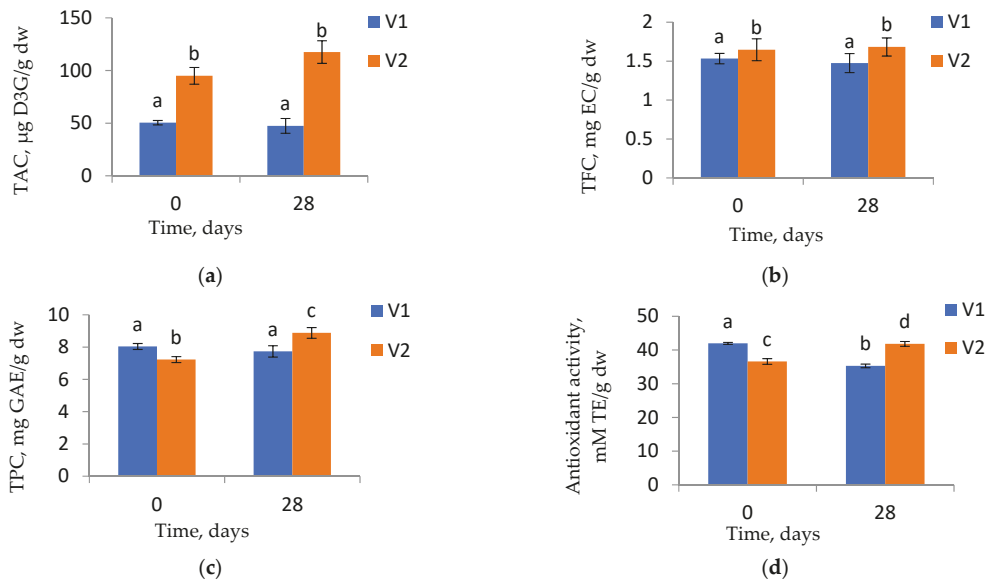 TAC, µg D3G/g dw
150
100
50
0
a
b
a
b
0
28
Time, days
V1
V2
(a)
TFC, mg EC/g dw
2
1.5
1
0.5
0
a
b
a
b
0
28
Time, days
V1
V2
(b)
TPC, mg GAE/g dw
10
8
6
4
2
0
a
b
a
c
0
28
Time, days
V1
V2
(c)
Antioxidant activity,
mM TE/g dw
50
40
30
20
10
0
a
c
b
d
0
28
Time, days
V1
V2
(d)